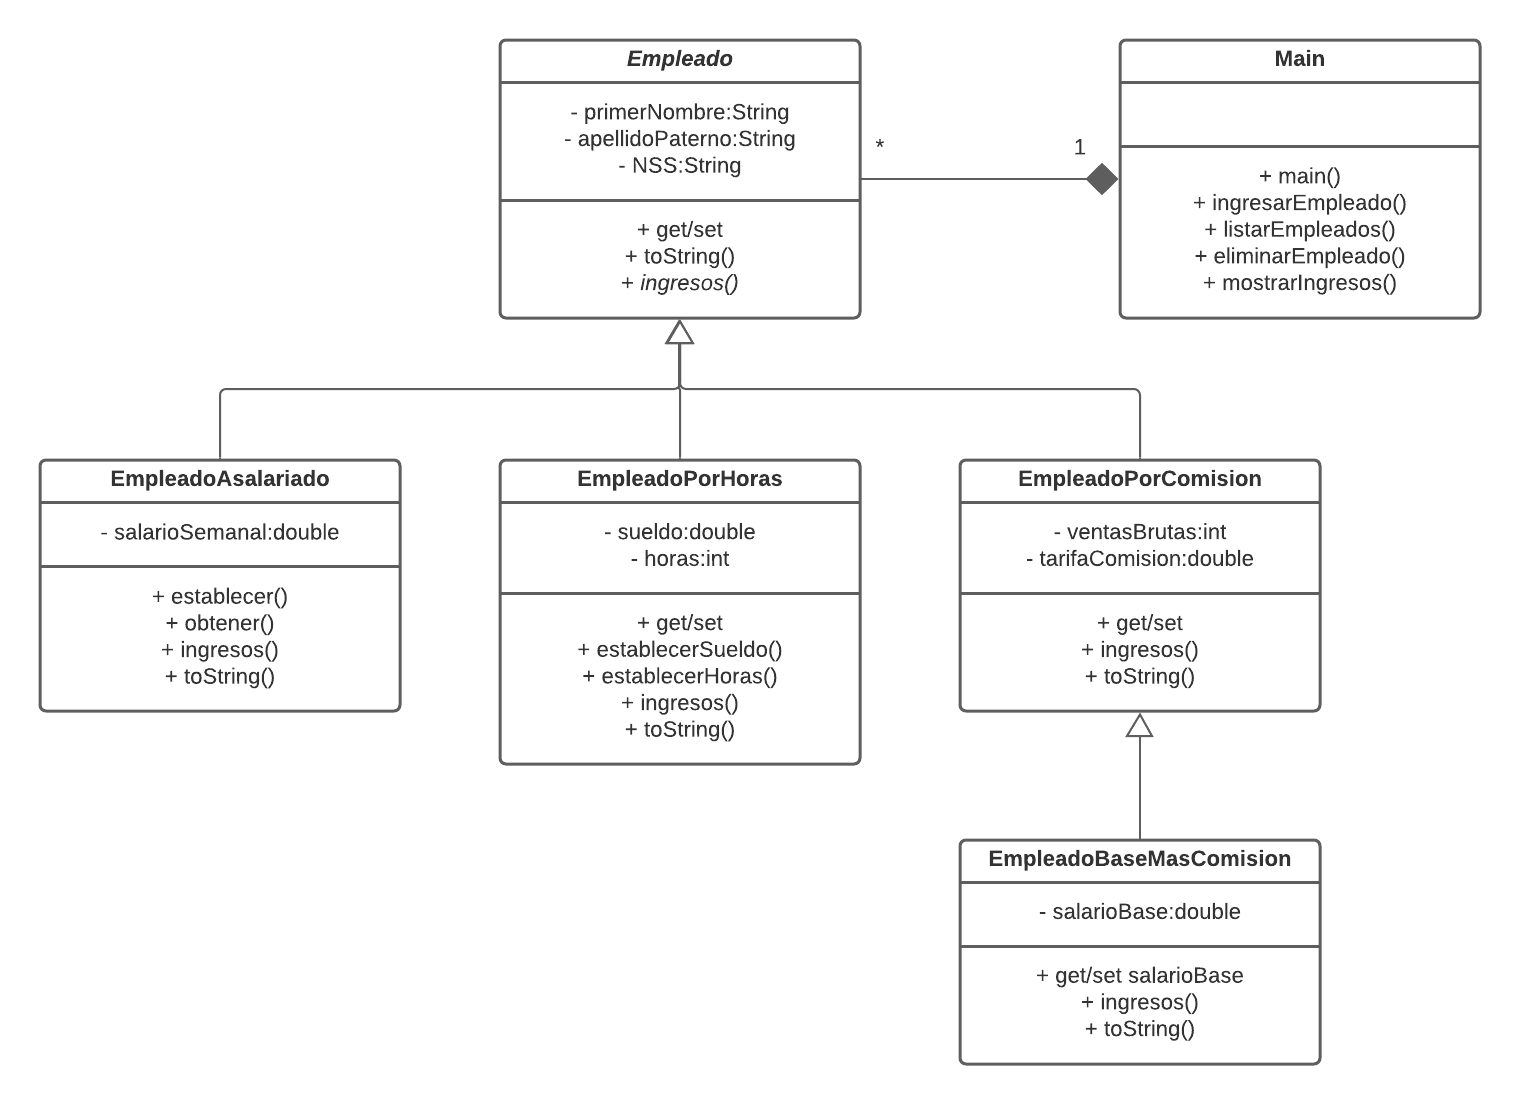 Empleado
- primerNombre:String
- apellidoPaterno:String
- NSS:String
+ get/set
+ toString()
+ ingresos()
*
1
Main
+ main()
+ ingresarEmpleado()
+ listarEmpleados()
+ eliminarEmpleado()
+ mostrarIngresos()
EmpleadoAsalariado
- salarioSemanal:double
+ establecer()
+ obtener()
+ ingresos()
+ toString()
EmpleadoPorHoras
- sueldo:double
- horas:int
+ get/set
+ establecerSueldo()
+ establecerHoras()
+ ingresos()
+ toString()
EmpleadoPorComision
- ventasBrutas:int
- tarifaComision:double
+ get/set
+ ingresos()
+ toString()
EmpleadoBaseMasComision
- salarioBase:double
+ get/set salarioBase
+ ingresos()
+ toString()